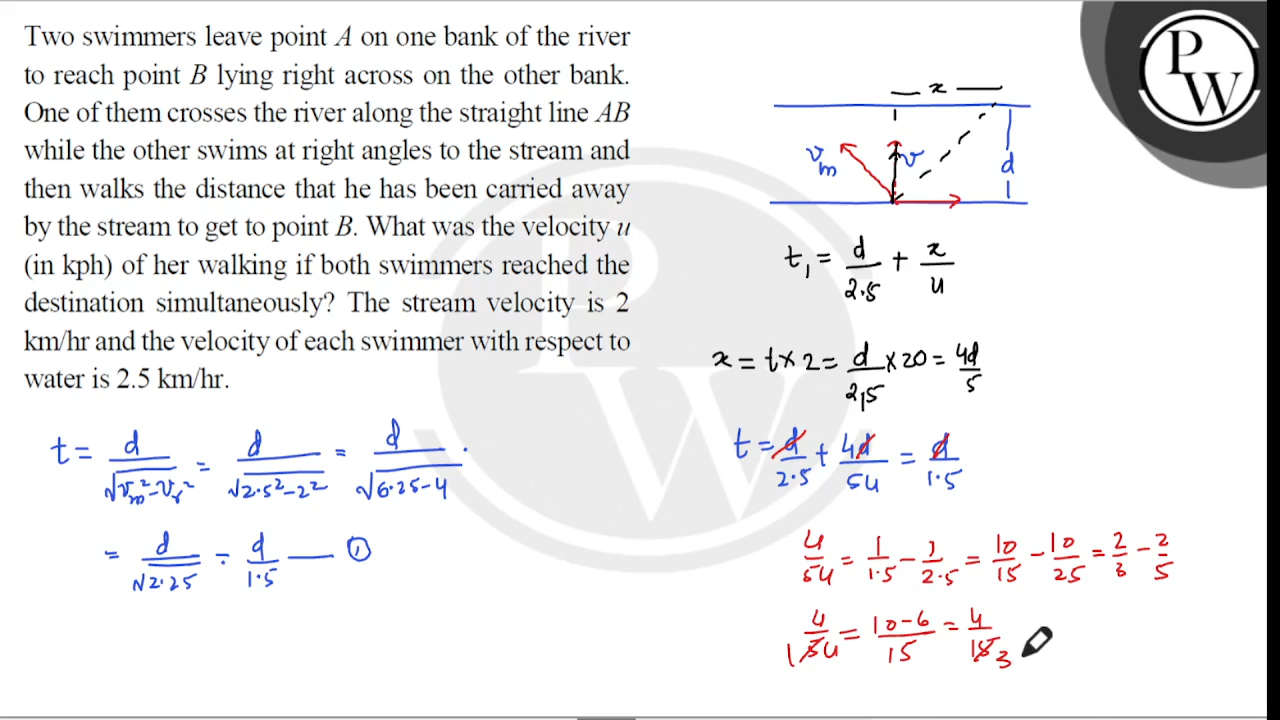 Two swimmers leave point A on one bank of the river
to reach point B lying right across on the other bank.
One of them crosses the river along the straight line AB
while the other swims at right angles to the stream and
then walks the distance that he has been carried away
by the stream to get to point B. What was the velocity u
(in kph) of her walking if both swimmers reached the
destination simultaneously? The stream velocity is 2
km/hr and the velocity of each swimmer with respect to
water is 2.5 km/hr.
t = d/√(v_m² - v_r²) = d/√(2.5² - 2²) = d/√(6.25 - 4) .
= d/√2.25 = d/1.5 — ①
P
W
x
v_m
v
d
t₁ = d/2.5 + x/u
x = t × 2 = d/2.5 × 20 = 4d/5
t = d/2.5 + 4d/5u = d/1.5
4/5u = 1/1.5 - 1/2.5 = 10/15 - 10/25 = 2/3 - 2/5
1 4/5u = 10-6/15 = 4/15 3
P
W